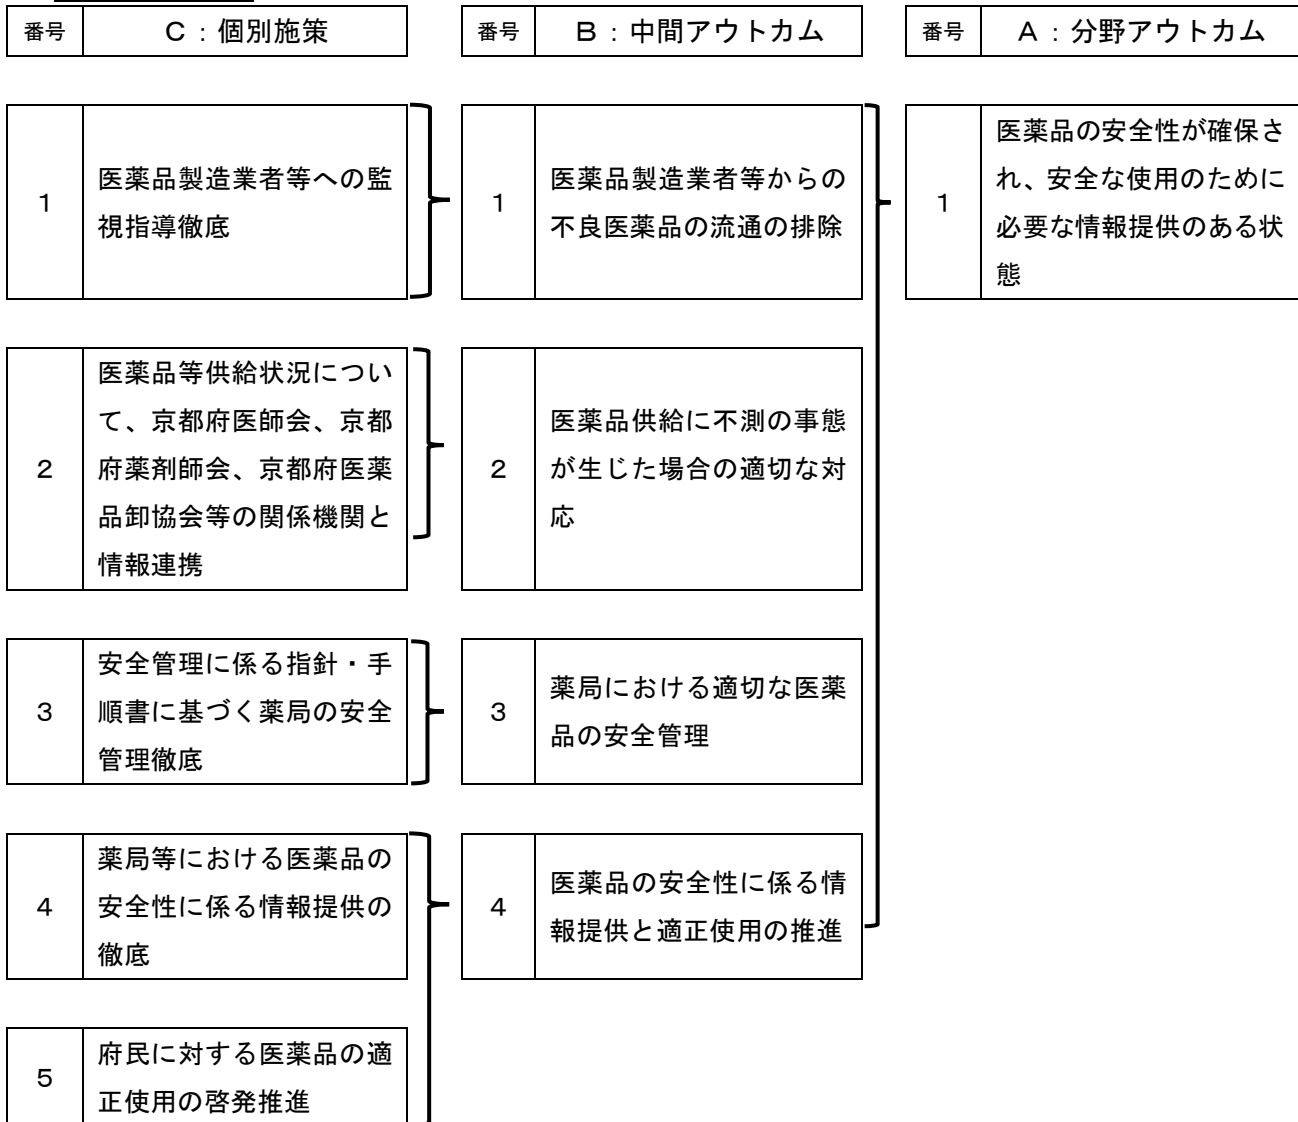 番号 C：個別施策 番号 B：中間アウトカム 番号 A：分野アウトカム
1
医薬品製造業者等への監
視指導徹底
1
医薬品製造業者等からの
不良医薬品の流通の排除
1
医薬品の安全性が確保さ
れ、安全な使用のために
必要な情報提供のある状
態
2
医薬品等供給状況につい
て、京都府医師会、京都
府薬剤師会、京都府医薬
品卸協会等の関係機関と
情報連携
2
医薬品供給に不測の事態
が生じた場合の適切な対
応
3
安全管理に係る指針・手
順書に基づく薬局の安全
管理徹底
3
薬局における適切な医薬
品の安全管理
4
薬局等における医薬品の
安全性に係る情報提供の
徹底
4
医薬品の安全性に係る情
報提供と適正使用の推進
5
府民に対する医薬品の適
正使用の啓発推進